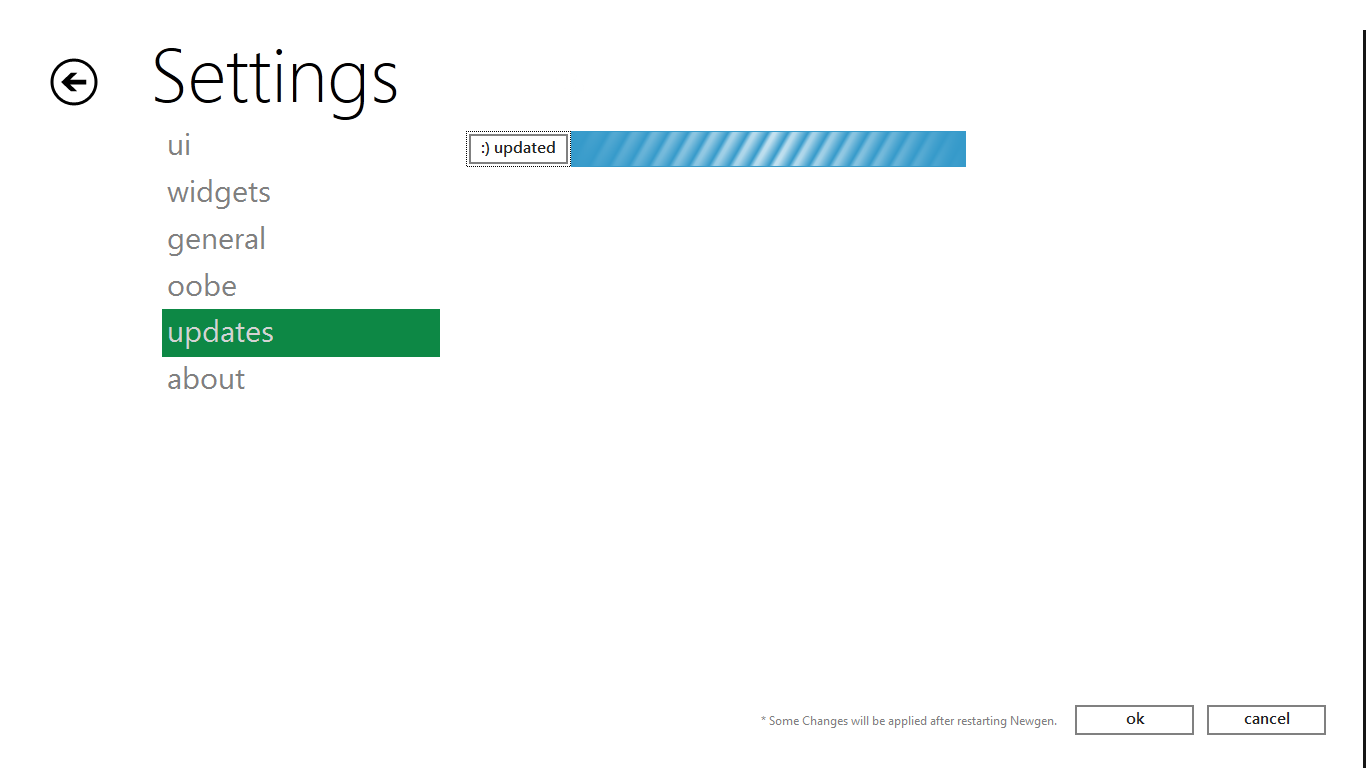 Settings
ui
widgets
general
oobe
updates
about
:) updated
* Some Changes will be applied after restarting Newgen.
ok
cancel